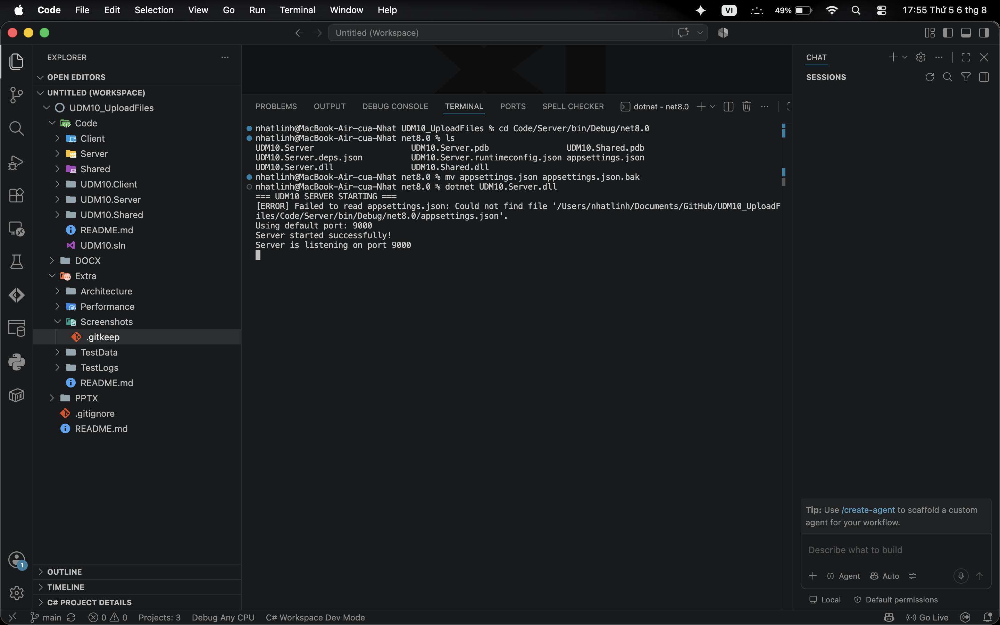 Code File Edit Selection View Go Run Terminal Window Help VI 49% 17:55 Thứ 5 6 thg 8
Untitled (Workspace)
EXPLORER
OPEN EDITORS
UNTITLED (WORKSPACE)
UDM10_UploadFiles
Code
Client
Server
Shared
UDM10.Client
UDM10.Server
UDM10.Shared
README.md
UDM10.sln
DOCX
Extra
Architecture
Performance
Screenshots
.gitkeep
TestData
TestLogs
README.md
PPTX
.gitignore
README.md
OUTLINE
TIMELINE
C# PROJECT DETAILS
PROBLEMS OUTPUT DEBUG CONSOLE TERMINAL PORTS SPELL CHECKER dotnet - net8.0
nhatlinh@MacBook-Air-cua-Nhat UDM10_UploadFiles % cd Code/Server/bin/Debug/net8.0
nhatlinh@MacBook-Air-cua-Nhat net8.0 % ls
UDM10.Server UDM10.Server.pdb UDM10.Shared.pdb
UDM10.Server.deps.json UDM10.Server.runtimeconfig.json appsettings.json
UDM10.Server.dll UDM10.Shared.dll
nhatlinh@MacBook-Air-cua-Nhat net8.0 % mv appsettings.json appsettings.json.bak
nhatlinh@MacBook-Air-cua-Nhat net8.0 % dotnet UDM10.Server.dll
=== UDM10 SERVER STARTING ===
[ERROR] Failed to read appsettings.json: Could not find file '/Users/nhatlinh/Documents/GitHub/UDM10_UploadF
iles/Code/Server/bin/Debug/net8.0/appsettings.json'.
Using default port: 9000
Server started successfully!
Server is listening on port 9000
CHAT
SESSIONS
Tip: Use /create-agent to scaffold a custom
agent for your workflow.
Describe what to build
Agent Auto
Local Default permissions
1
main 0 0 Projects: 3 Debug Any CPU C# Workspace Dev Mode Go Live